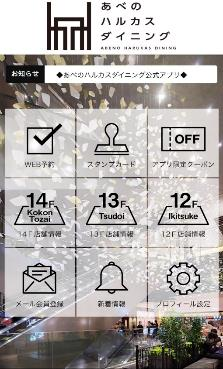 あべの
ハルカス
ダイニング
ABENO HARUKAS DINING
お知らせ
◆あべのハルカスダイニング公式アプリ◆
WEB予約
スタンプカード
OFF
アプリ限定クーポン
14F
Kokon
Tozai
14F店舗情報
13F
Tsudoi
13F店舗情報
12F
Ikitsuke
12F店舗情報
メール会員登録
新着情報
プロフィール設定